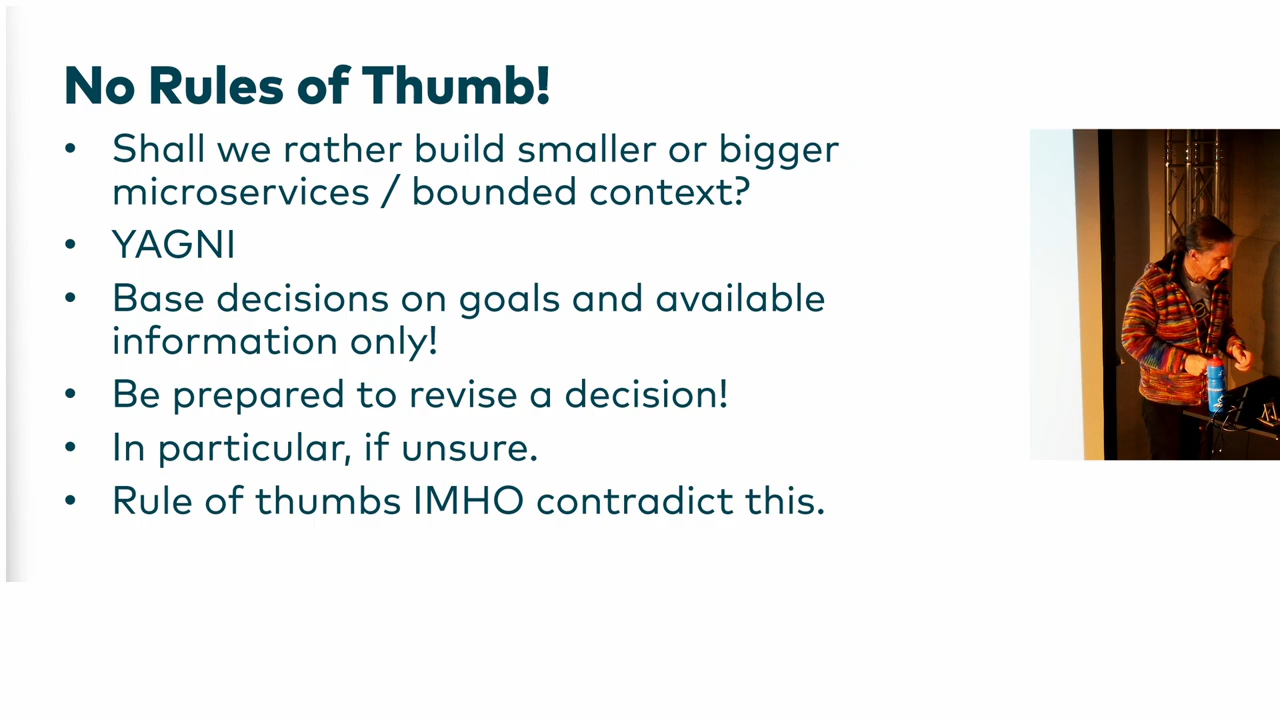 No Rules of Thumb!
• Shall we rather build smaller or bigger
microservices / bounded context?
• YAGNI
• Base decisions on goals and available
information only!
• Be prepared to revise a decision!
• In particular, if unsure.
• Rule of thumbs IMHO contradict this.